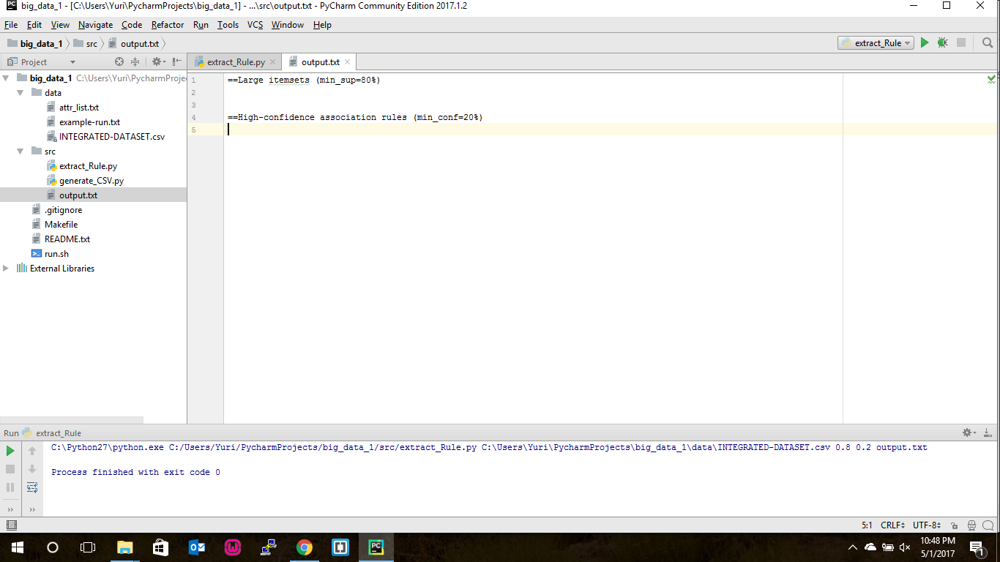 big_data_1 - [C:\Users\Yuri\PycharmProjects\big_data_1] - ...\src\output.txt - PyCharm Community Edition 2017.1.2
File Edit View Navigate Code Refactor Run Tools VCS Window Help
big_data_1 src output.txt extract_Rule
Project extract_Rule.py output.txt
big_data_1 C:\Users\Yuri\PycharmProje
data
attr_list.txt
example-run.txt
INTEGRATED-DATASET.csv
src
extract_Rule.py
generate_CSV.py
output.txt
.gitignore
Makefile
README.txt
run.sh
External Libraries
1 ==Large itemsets (min_sup=80%)
2
3
4 ==High-confidence association rules (min_conf=20%)
5
Run extract_Rule
C:\Python27\python.exe C:/Users/Yuri/PycharmProjects/big_data_1/src/extract_Rule.py C:\Users\Yuri\PycharmProjects\big_data_1\data\INTEGRATED-DATASET.csv 0.8 0.2 output.txt
Process finished with exit code 0
5:1 CRLF UTF-8
PC
10:48 PM
5/1/2017
1